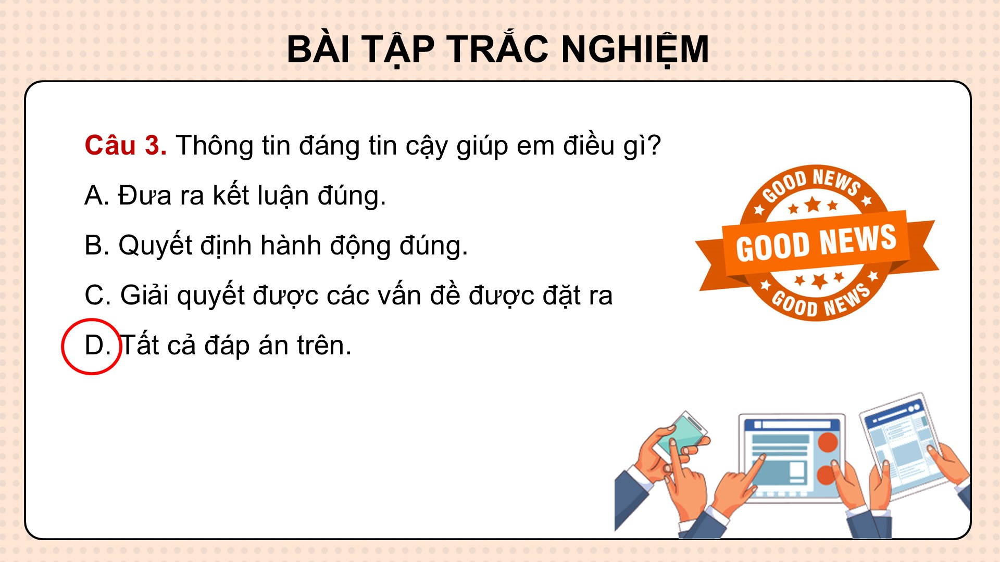 BÀI TẬP TRẮC NGHIỆM
Câu 3. Thông tin đáng tin cậy giúp em điều gì?
A. Đưa ra kết luận đúng.
B. Quyết định hành động đúng.
C. Giải quyết được các vấn đề được đặt ra
D. Tất cả đáp án trên.
GOOD NEWS
GOOD NEWS
GOOD NEWS